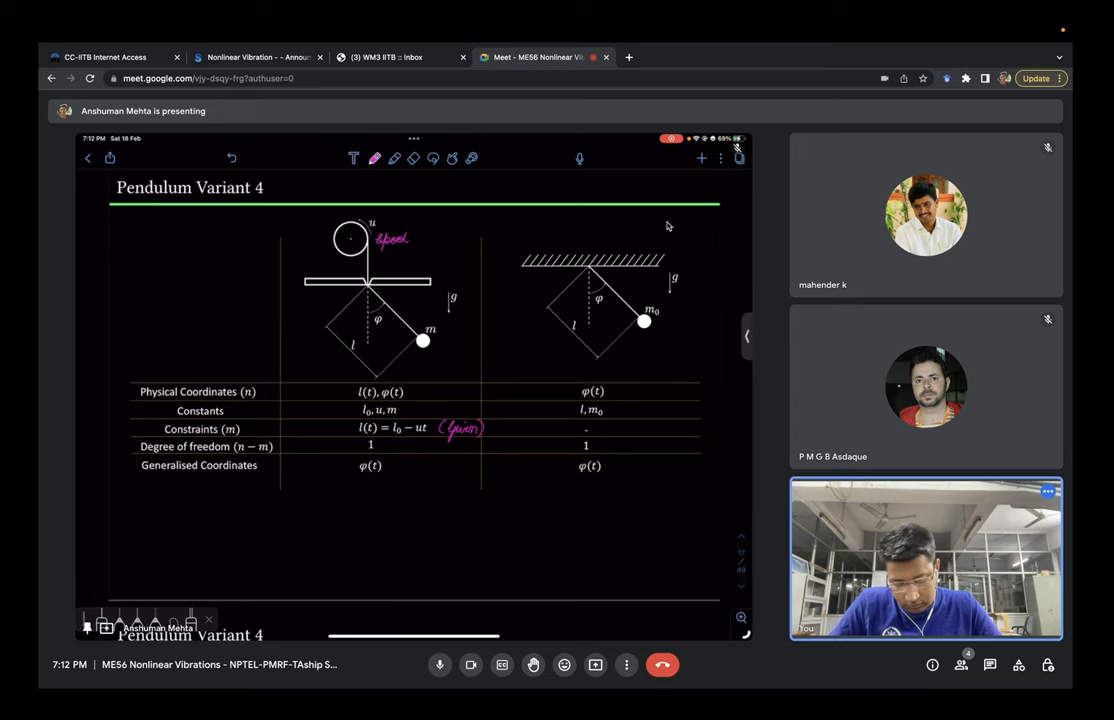 CC-IITB Internet Access
Nonlinear Vibration - - Announ
(3) WM3 IITB :: Inbox
Meet - ME56 Nonlinear Vib
meet.google.com/vjy-dsqy-frg?authuser=0
Update
Anshuman Mehta is presenting
7:12 PM Sat 18 Feb
69%
Pendulum Variant 4
u
spool
g
φ
l
m
g
φ
l
m₀
Physical Coordinates (n) l(t), φ(t) φ(t)
Constants l₀, u, m l, m₀
Constraints (m) l(t) = l₀ − ut (Given) -
Degree of freedom (n − m) 1 1
Generalised Coordinates φ(t) φ(t)
17
49
Pendulum Variant 4
Anshuman Mehta
mahender k
P M G B Asdaque
You
7:12 PM | ME56 Nonlinear Vibrations - NPTEL-PMRF-TAship S...
4